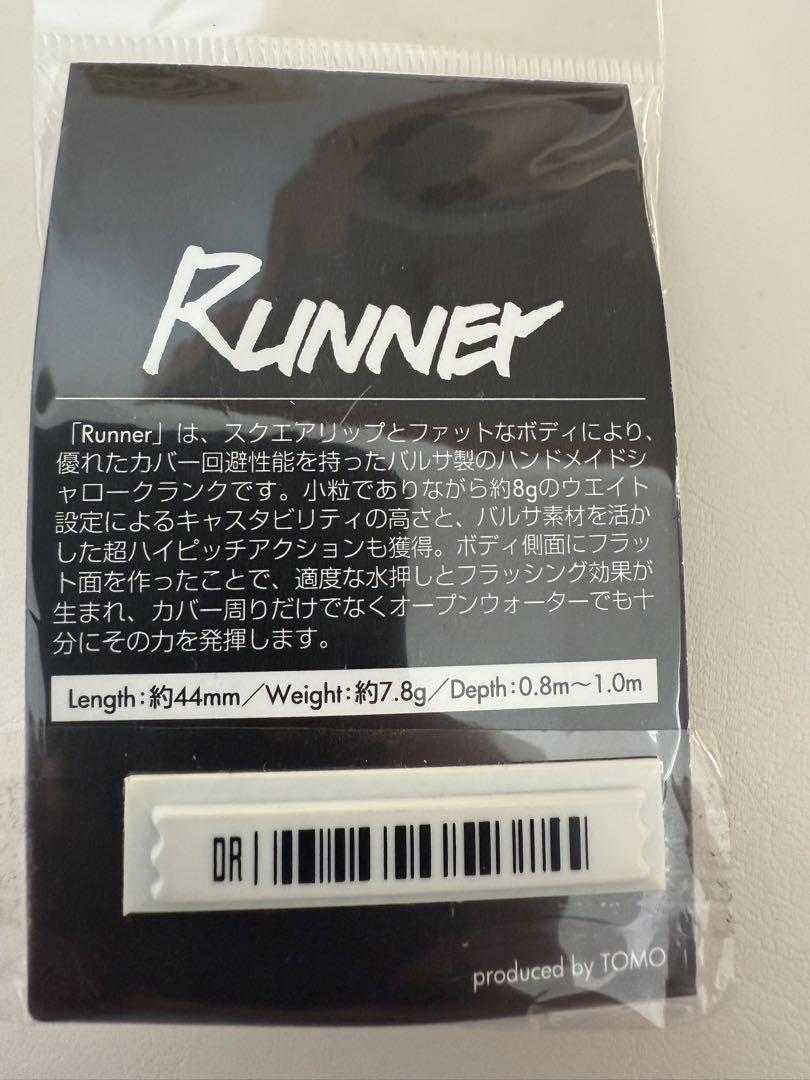 RUNNEr
「Runner」は、スクエアリップとファットなボディにより、
優れたカバー回避性能を持ったバルサ製のハンドメイドシ
ャロークランクです。小粒でありながら約8gのウエイト
設定によるキャスタビリティの高さと、バルサ素材を活か
した超ハイピッチアクションも獲得。ボディ側面にフラッ
ト面を作ったことで、適度な水押しとフラッシング効果が
生まれ、カバー周りだけでなくオープンウォーターでも十
分にその力を発揮します。
Length：約44mm／Weight：約7.8g／Depth：0.8m〜1.0m
DR
produced by TOMO